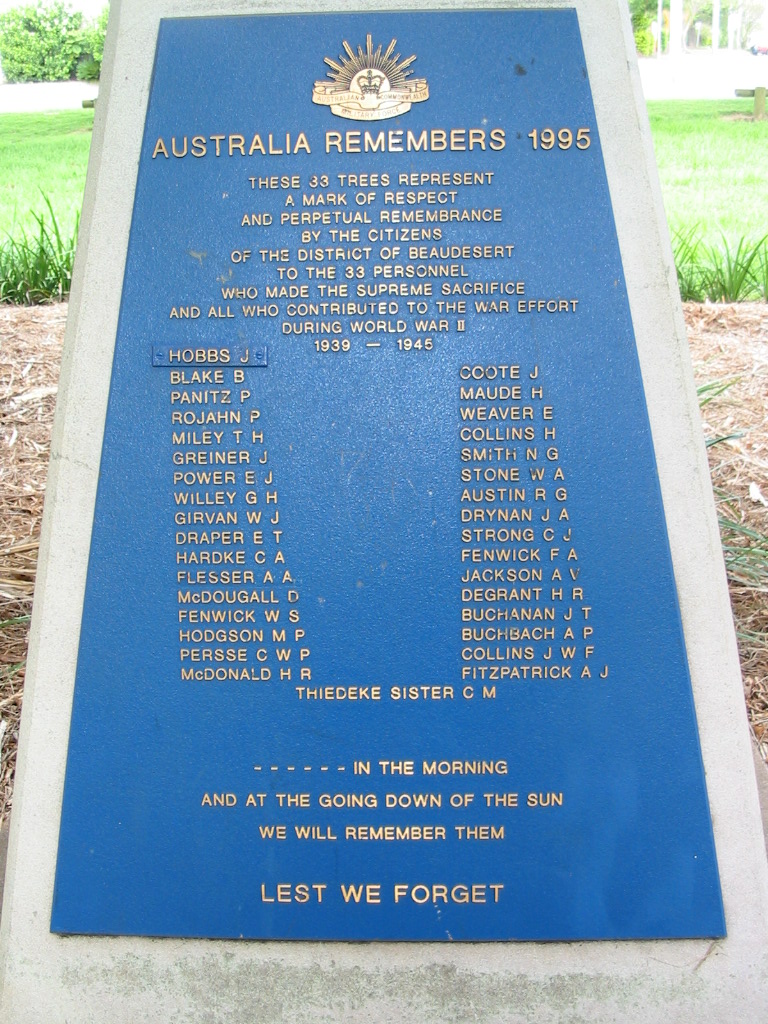 AUSTRALIAN COMMONWEALTH
MILITARY FORCES
AUSTRALIA REMEMBERS 1995
THESE 33 TREES REPRESENT
A MARK OF RESPECT
AND PERPETUAL REMEMBRANCE
BY THE CITIZENS
OF THE DISTRICT OF BEAUDESERT
TO THE 33 PERSONNEL
WHO MADE THE SUPREME SACRIFICE
AND ALL WHO CONTRIBUTED TO THE WAR EFFORT
DURING WORLD WAR II
1939 — 1945
HOBBS J
BLAKE B
PANITZ P
ROJAHN P
MILEY T H
GREINER J
POWER E J
WILLEY G H
GIRVAN W J
DRAPER E T
HARDKE C A
FLESSER A A
McDOUGALL D
FENWICK W S
HODGSON M P
PERSSE C W P
McDONALD H R
COOTE J
MAUDE H
WEAVER E
COLLINS H
SMITH N G
STONE W A
AUSTIN R G
DRYNAN J A
STRONG C J
FENWICK F A
JACKSON A V
DEGRANT H R
BUCHANAN J T
BUCHBACH A P
COLLINS J W F
FITZPATRICK A J
THIEDEKE SISTER C M
- - - - - - IN THE MORNING
AND AT THE GOING DOWN OF THE SUN
WE WILL REMEMBER THEM
LEST WE FORGET